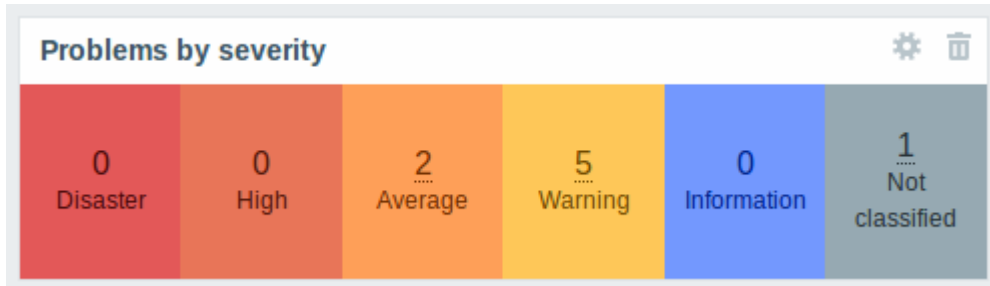 Problems by severity
0
Disaster
0
High
2
Average
5
Warning
0
Information
1
Not
classified